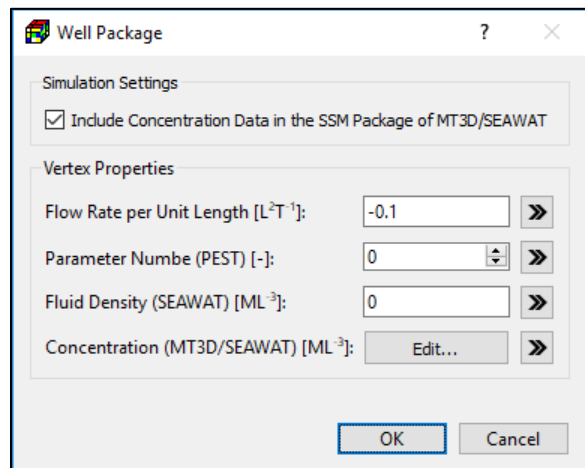 Well Package
?
Simulation Settings
Include Concentration Data in the SSM Package of MT3D/SEAWAT
Vertex Properties
Flow Rate per Unit Length [L²T⁻¹]: -0.1
Parameter Numbe (PEST) [-]: 0
Fluid Density (SEAWAT) [ML⁻³]: 0
Concentration (MT3D/SEAWAT) [ML⁻³]: Edit...
OK Cancel